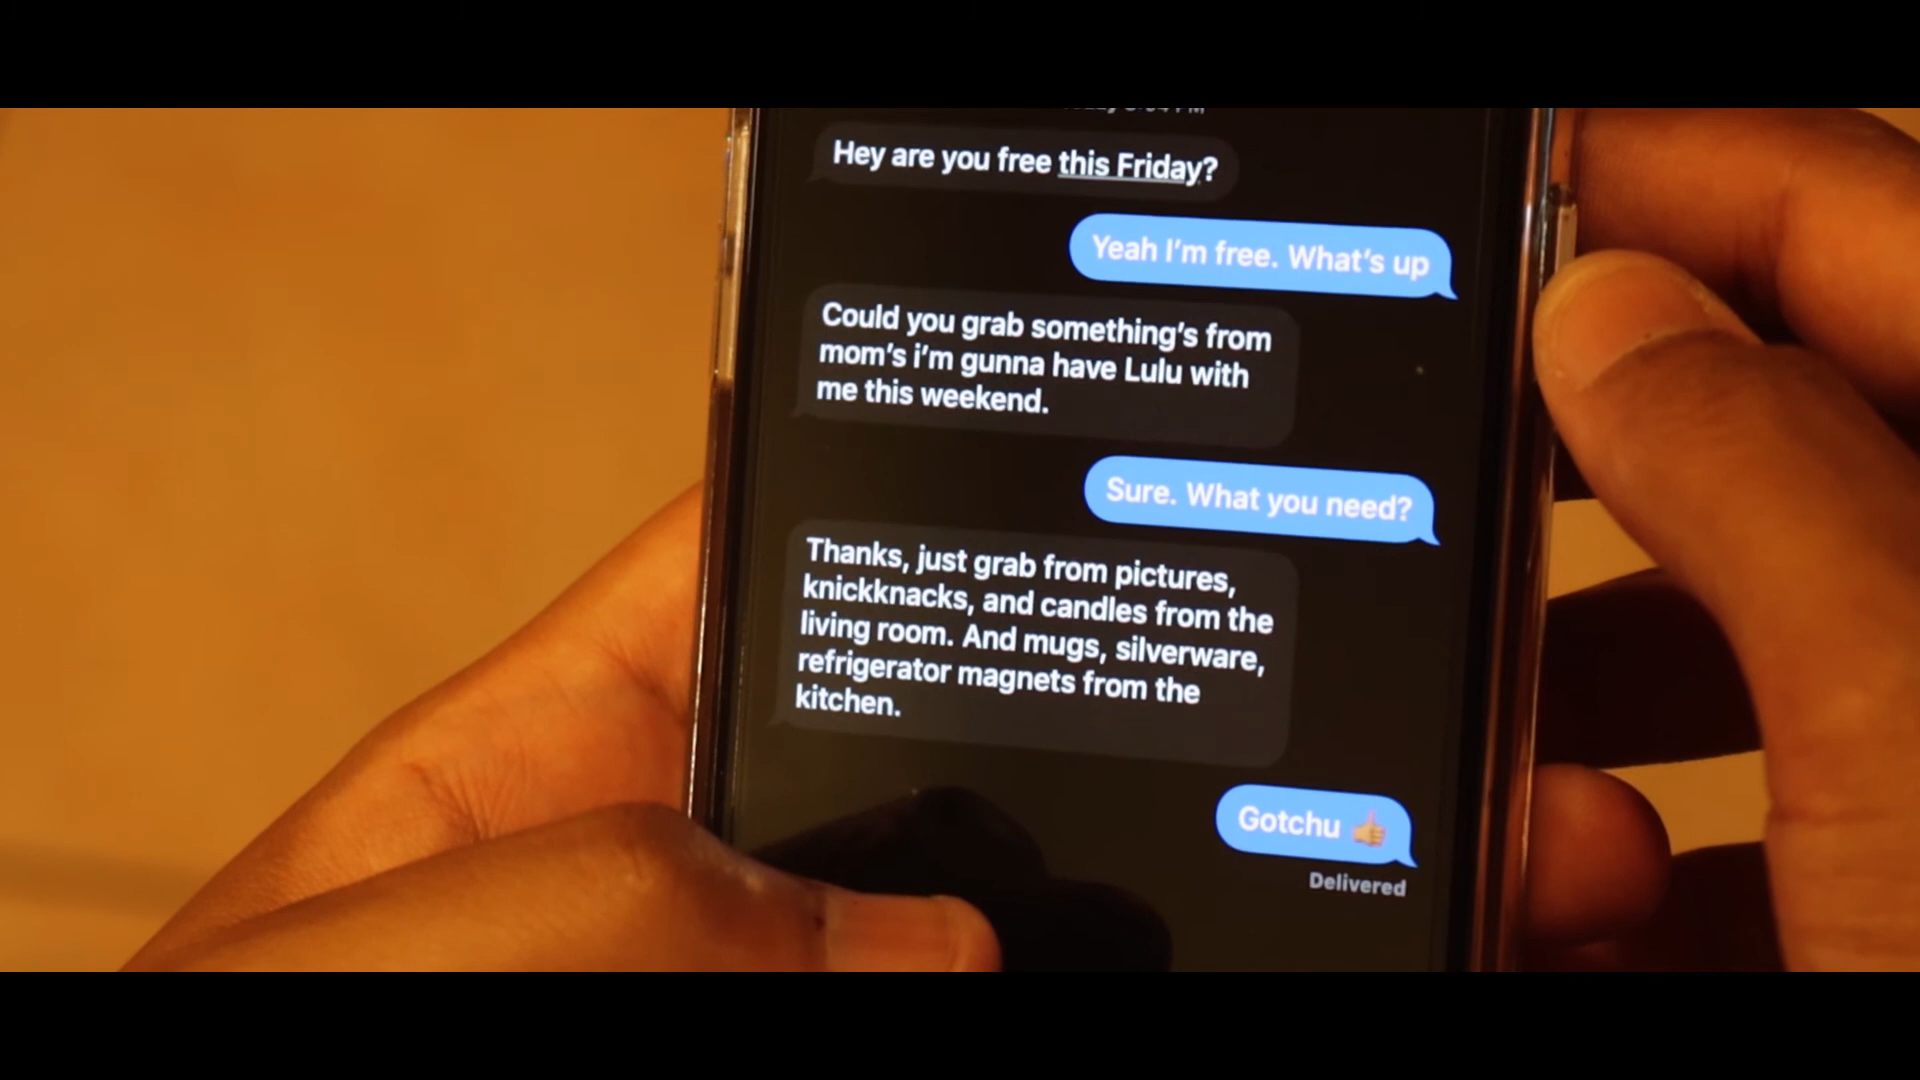 Hey are you free this Friday?
Yeah I'm free. What's up
Could you grab something's from
mom's i'm gunna have Lulu with
me this weekend.
Sure. What you need?
Thanks, just grab from pictures,
knickknacks, and candles from the
living room. And mugs, silverware,
refrigerator magnets from the
kitchen.
Gotchu 👍
Delivered